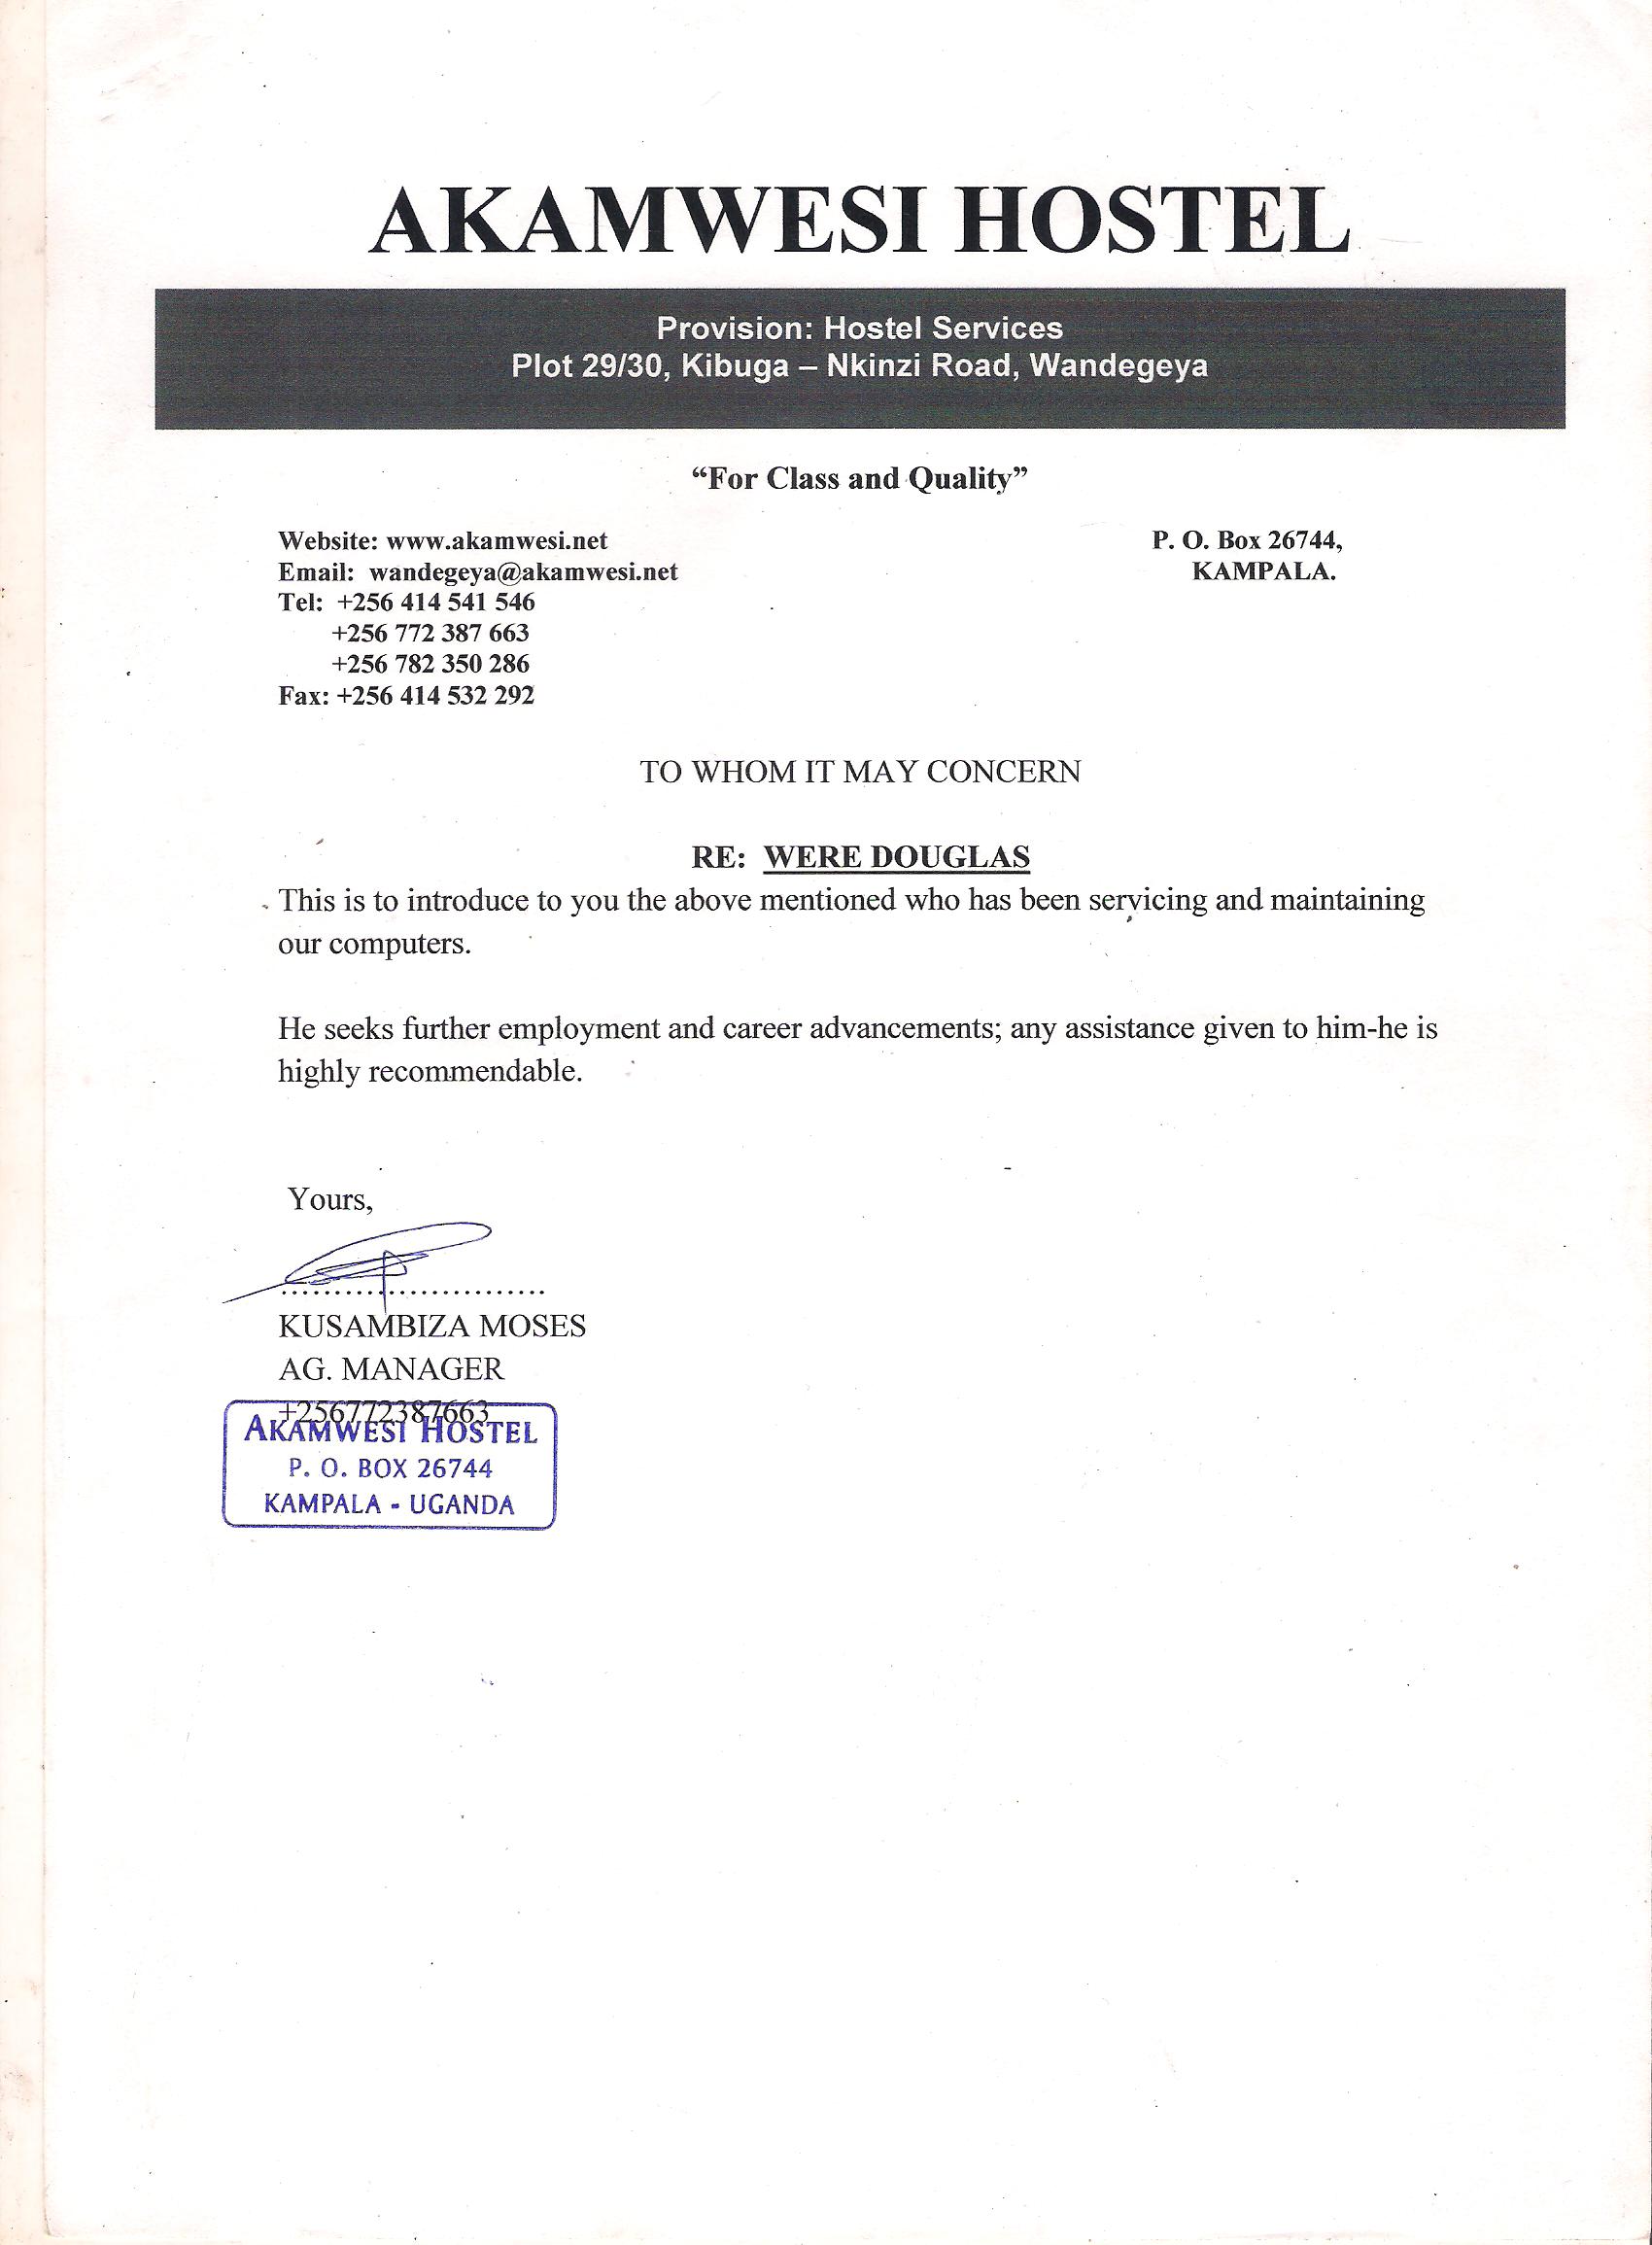 AKAMWESI HOSTEL
Provision: Hostel Services
Plot 29/30, Kibuga – Nkinzi Road, Wandegeya
“For Class and Quality”
Website: www.akamwesi.net
Email: wandegeya@akamwesi.net
Tel: +256 414 541 546
+256 772 387 663
+256 782 350 286
Fax: +256 414 532 292
P. O. Box 26744,
KAMPALA.
TO WHOM IT MAY CONCERN
RE: WERE DOUGLAS
This is to introduce to you the above mentioned who has been servicing and maintaining
our computers.
He seeks further employment and career advancements; any assistance given to him-he is
highly recommendable.
Yours,
........................
KUSAMBIZA MOSES
AG. MANAGER
+256772387663
AKAMWESI HOSTEL
P. O. BOX 26744
KAMPALA - UGANDA